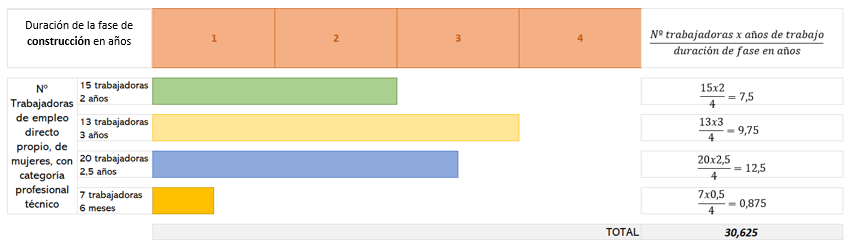 Duración de la fase de
construcción en años
1
2
3
4
Nº trabajadoras x años de trabajo
duración de fase en años
Nº
Trabajadoras
de empleo
directo
propio, de
mujeres, con
categoría
profesional
técnico
15 trabajadoras
2 años
15x2
4
= 7,5
13 trabajadoras
3 años
13x3
4
= 9,75
20 trabajadoras
2,5 años
20x2,5
4
= 12,5
7 trabajadoras
6 meses
7x0,5
4
= 0,875
TOTAL
30,625